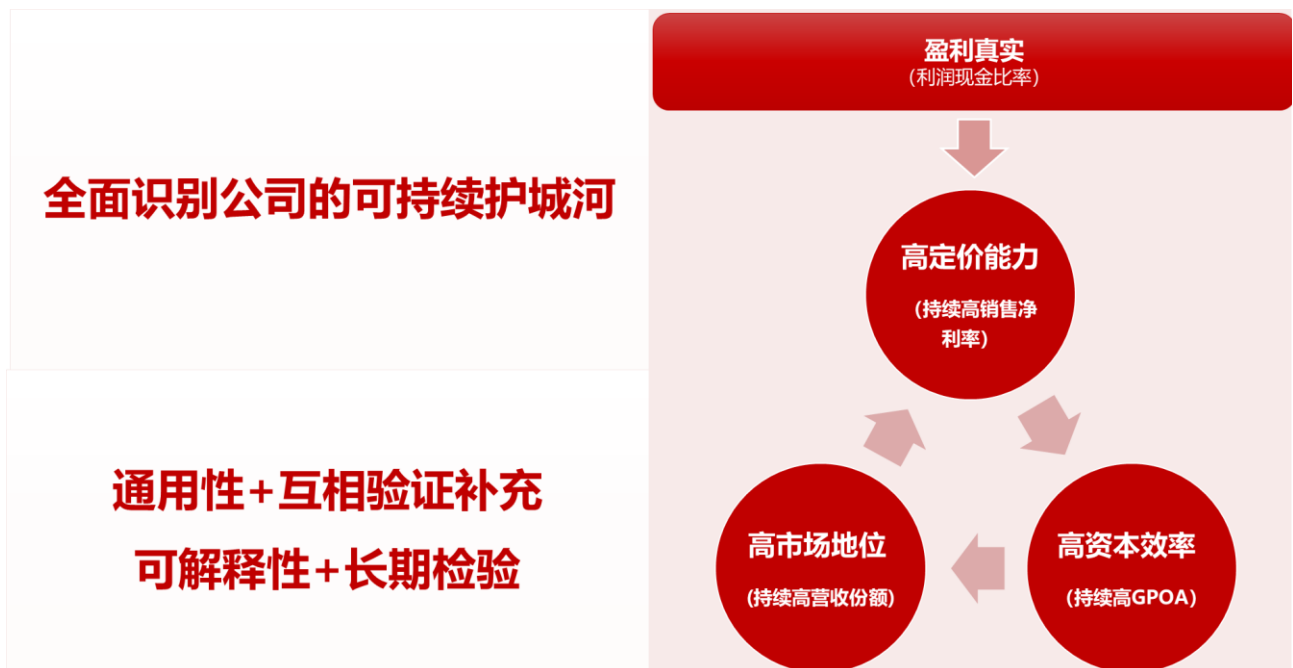 全面识别公司的可持续护城河
通用性+互相验证补充
可解释性+长期检验
盈利真实
(利润现金比率)
高定价能力
(持续高销售净
利率)
高市场地位
(持续高营收份额)
高资本效率
(持续高GPOA)